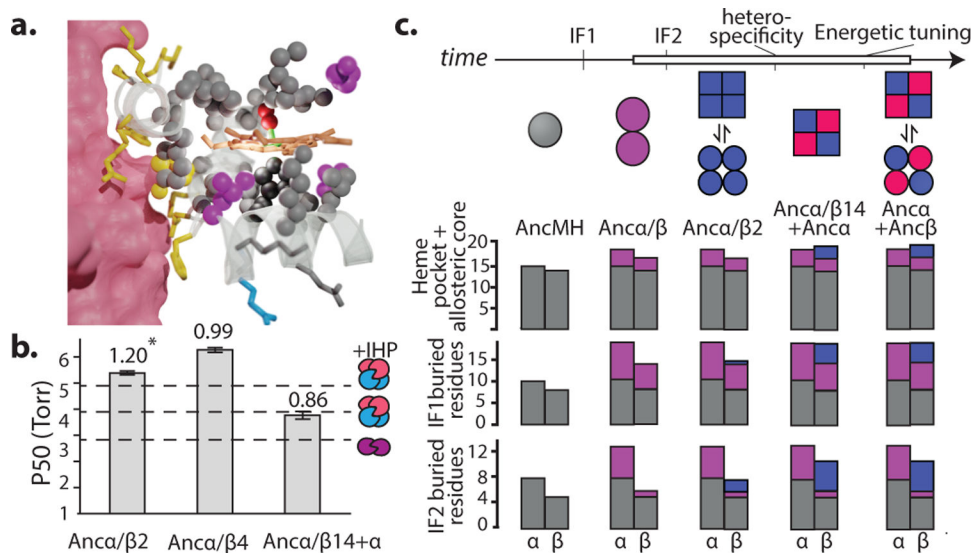 a.
b.
P50 (Torr)
6
5
4
3
2
1
1.20 *
0.99
0.86
+IHP
Ancα/β2
Ancα/β4
Ancα/β14+α
c.
time
IF1
IF2
hetero-
specificity
Energetic tuning
AncMH
Ancα/β
Ancα/β2
Ancα/β14
+Ancα
Ancα
+Ancβ
Heme
pocket +
allosteric core
20
15
10
5
IF1buried
residues
15
10
5
0
IF2 buried
residues
12
8
4
0
α β
α β
α β
α β
α β